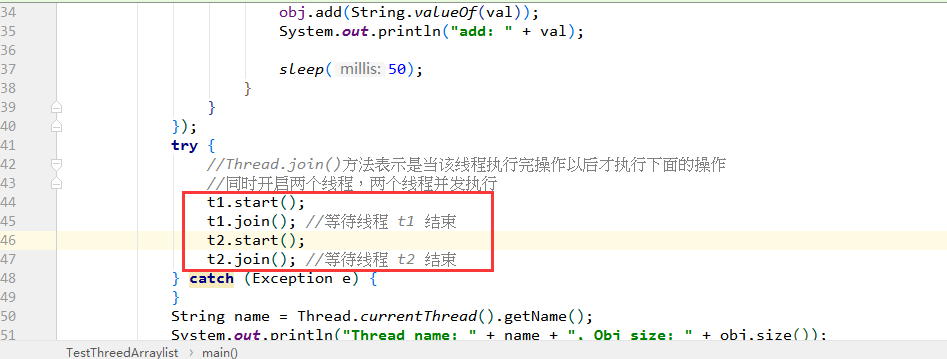 34 obj.add(String.valueOf(val));
35 System.out.println("add: " + val);
36
37 sleep( millis: 50);
38 }
39 }
40 });
41 try {
42 //Thread.join()方法表示是当该线程执行完操作以后才执行下面的操作
43 //同时开启两个线程，两个线程并发执行
44 t1.start();
45 t1.join(); //等待线程 t1 结束
46 t2.start();
47 t2.join(); //等待线程 t2 结束
48 } catch (Exception e) {
49 }
50 String name = Thread.currentThread().getName();
51 System.out.println("Thread name: " + name + ", Obj size: " + obj.size());
TestThreedArraylist › main()